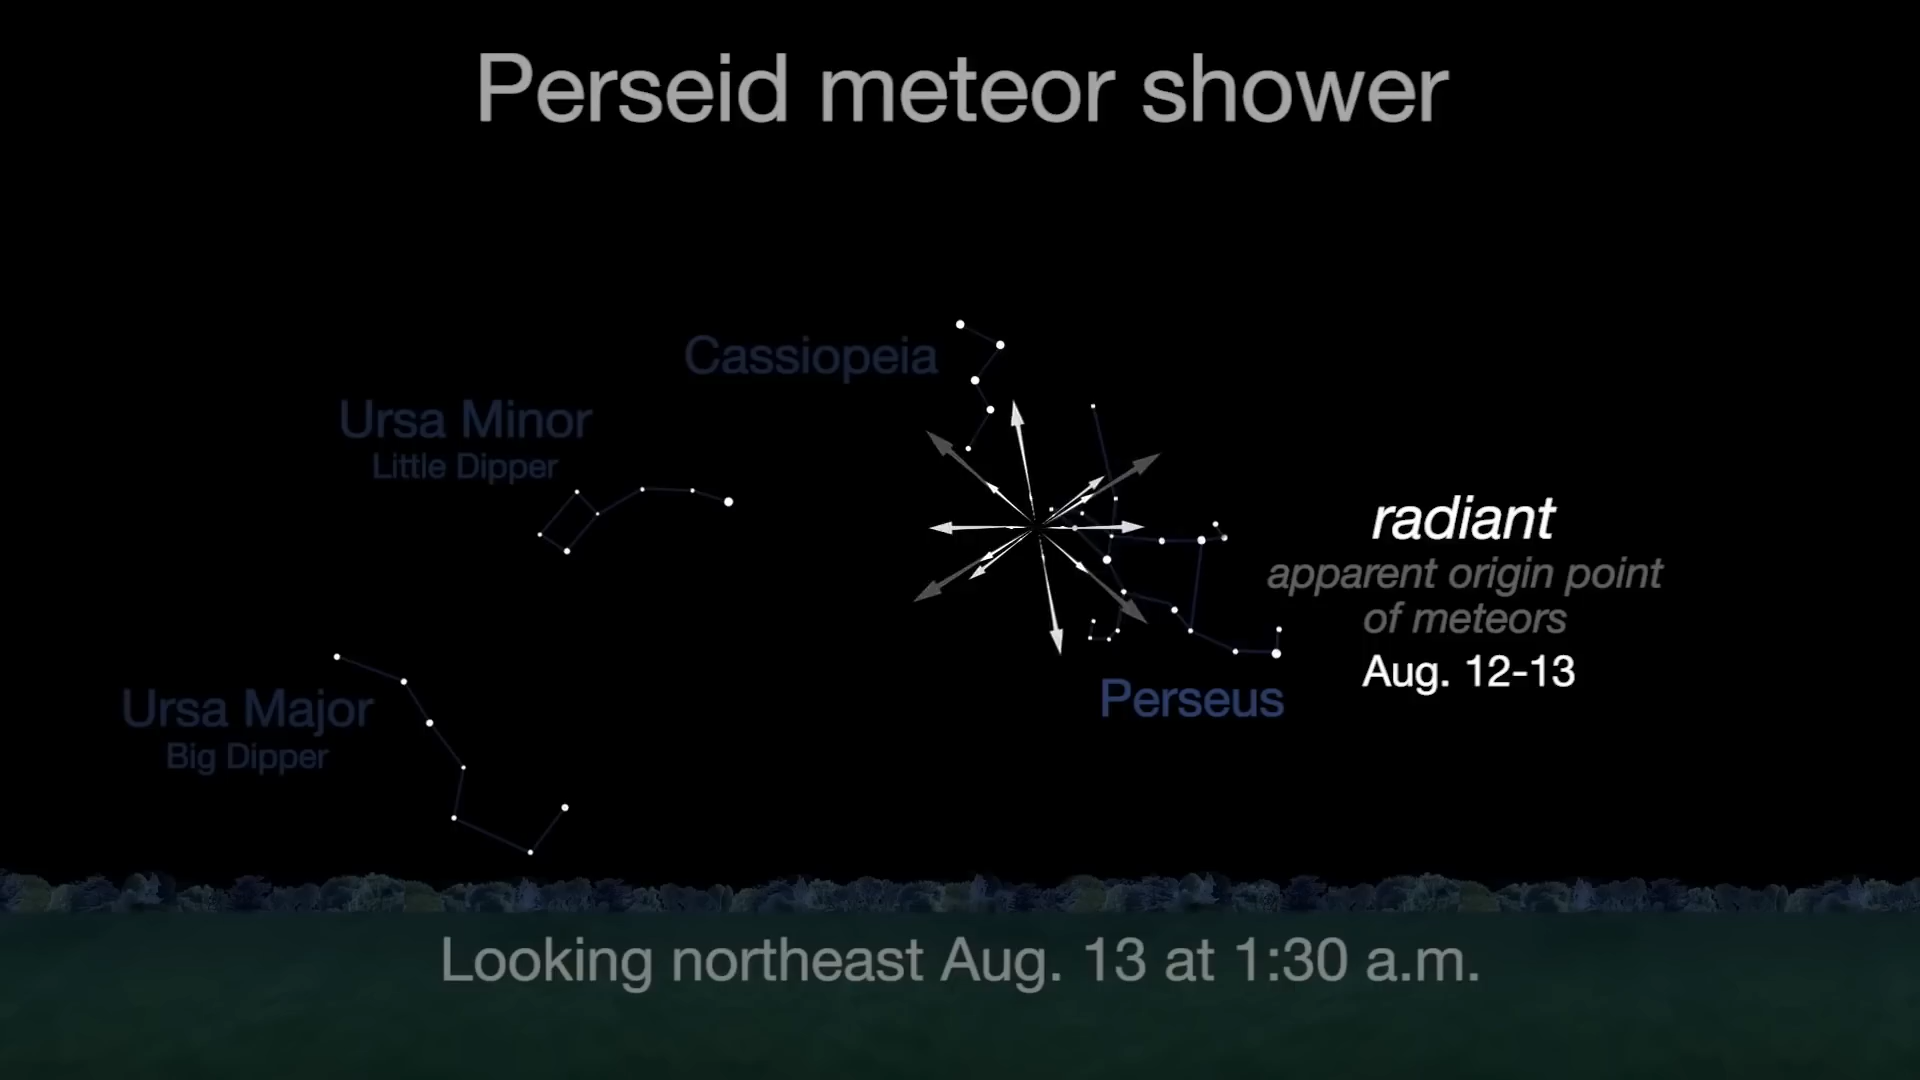 Perseid meteor shower
Cassiopeia
Ursa Minor
Little Dipper
radiant
apparent origin point
of meteors
Aug. 12-13
Ursa Major
Big Dipper
Perseus
Looking northeast Aug. 13 at 1:30 a.m.